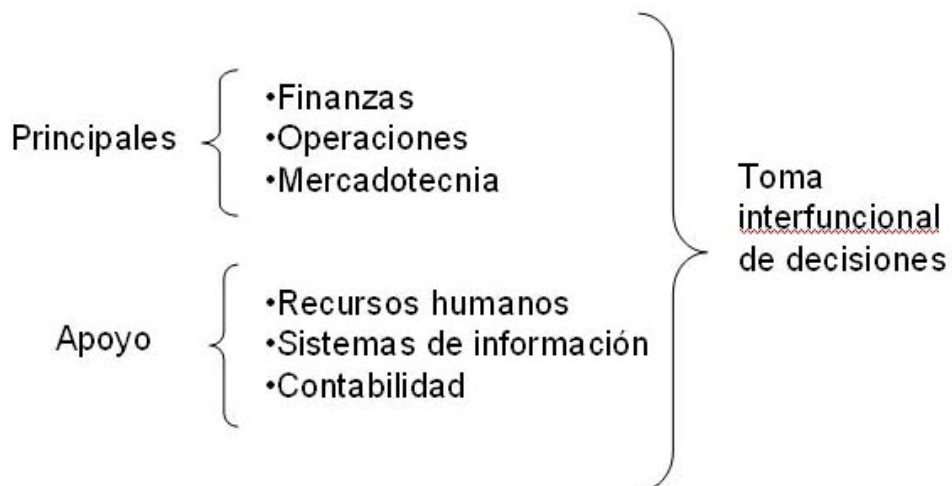 Principales
•Finanzas
•Operaciones
•Mercadotecnia
Apoyo
•Recursos humanos
•Sistemas de información
•Contabilidad
Toma
interfuncional
de decisiones